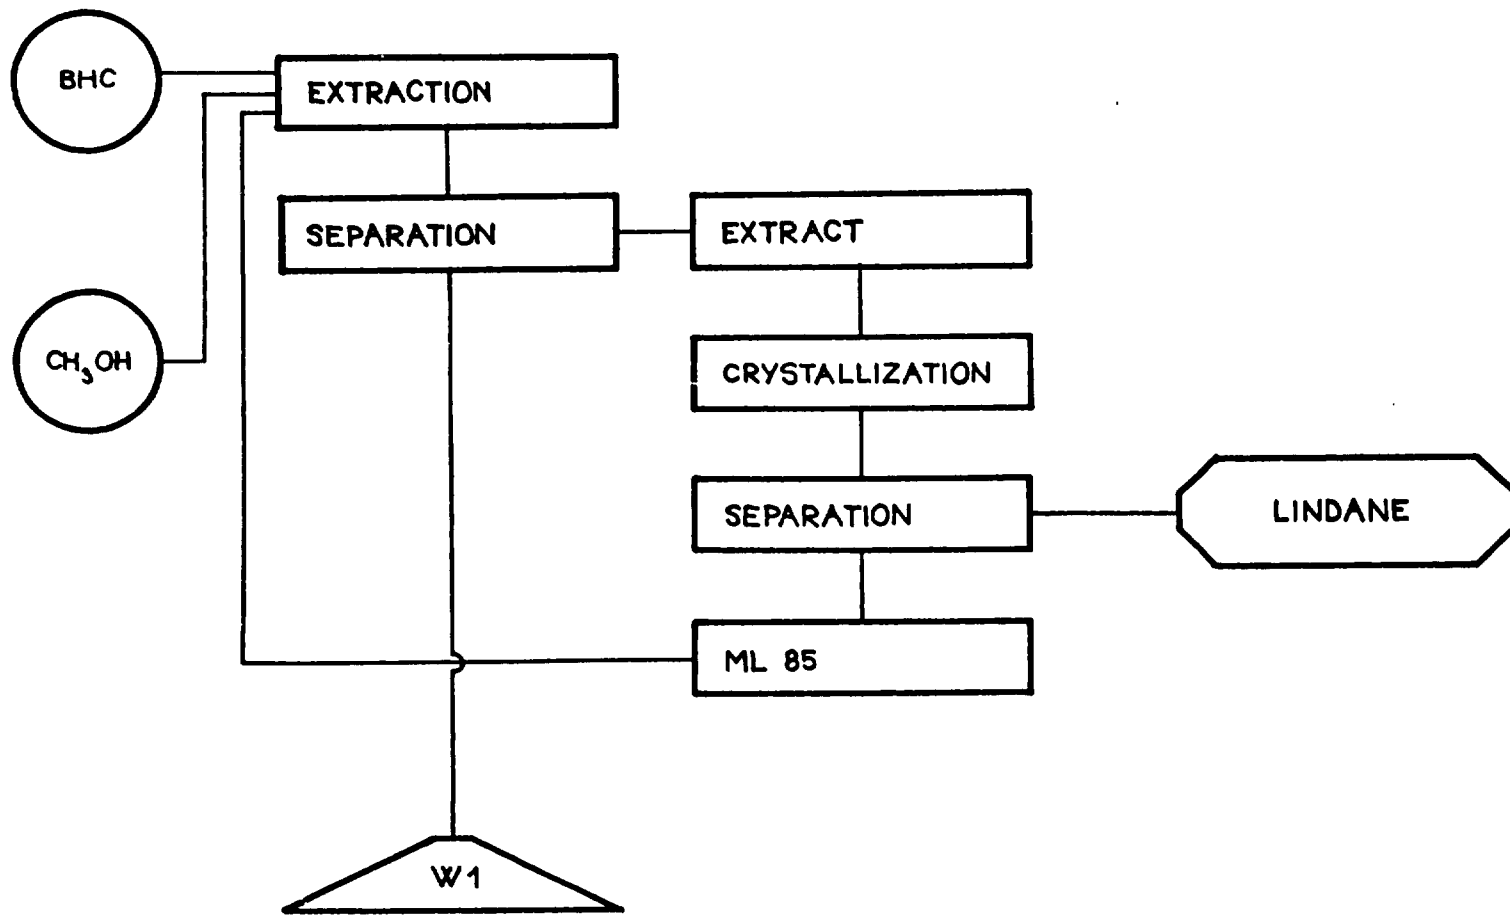 BHC
EXTRACTION
SEPARATION
EXTRACT
CH₃OH
CRYSTALLIZATION
SEPARATION
LINDANE
ML 85
W1